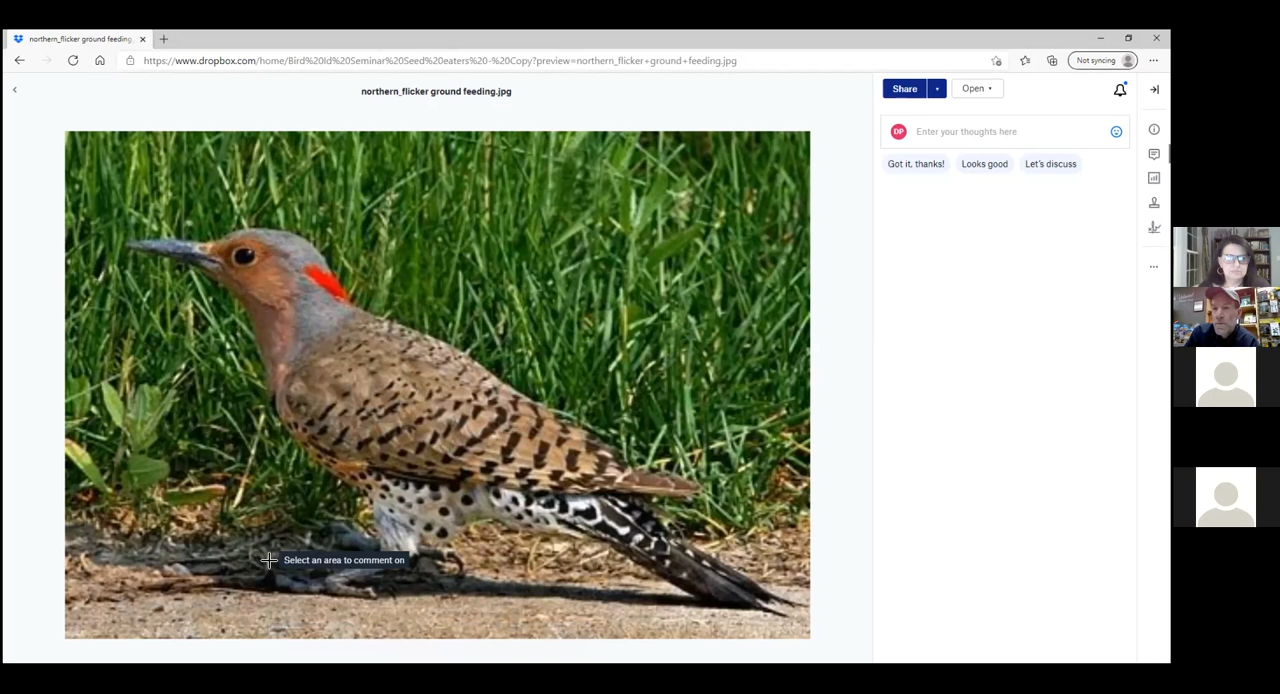 northern_flicker ground feeding.
https://www.dropbox.com/home/Bird%20Id%20Seminar%20Seed%20eaters%20-%20Copy?preview=northern_flicker+ground+feeding.jpg
Not syncing
northern_flicker ground feeding.jpg
Share
Open
DP
Enter your thoughts here
Got it, thanks!
Looks good
Let's discuss
Select an area to comment on